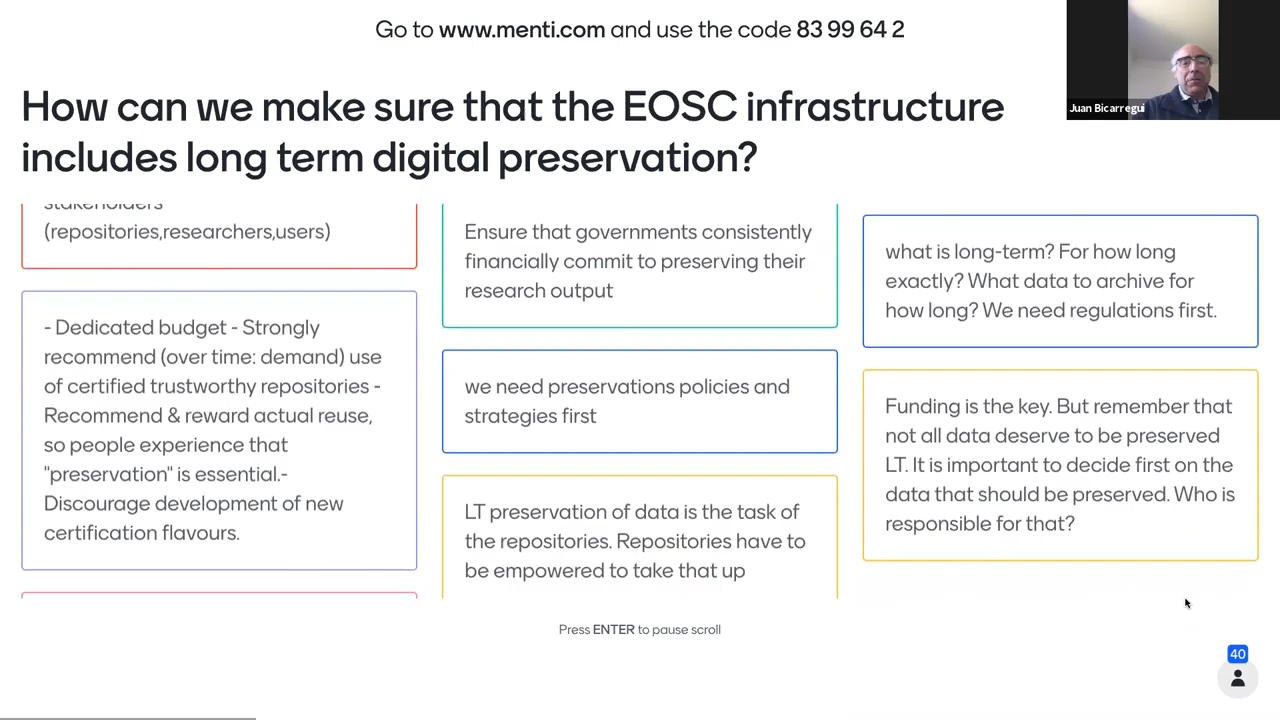 Go to www.menti.com and use the code 83 99 64 2
Juan Bicarregui
How can we make sure that the EOSC infrastructure
includes long term digital preservation?
stakeholders
(repositories,researchers,users)
- Dedicated budget - Strongly
recommend (over time: demand) use
of certified trustworthy repositories -
Recommend & reward actual reuse,
so people experience that
"preservation" is essential.-
Discourage development of new
certification flavours.
Ensure that governments consistently
financially commit to preserving their
research output
we need preservations policies and
strategies first
LT preservation of data is the task of
the repositories. Repositories have to
be empowered to take that up
what is long-term? For how long
exactly? What data to archive for
how long? We need regulations first.
Funding is the key. But remember that
not all data deserve to be preserved
LT. It is important to decide first on the
data that should be preserved. Who is
responsible for that?
Press ENTER to pause scroll
40